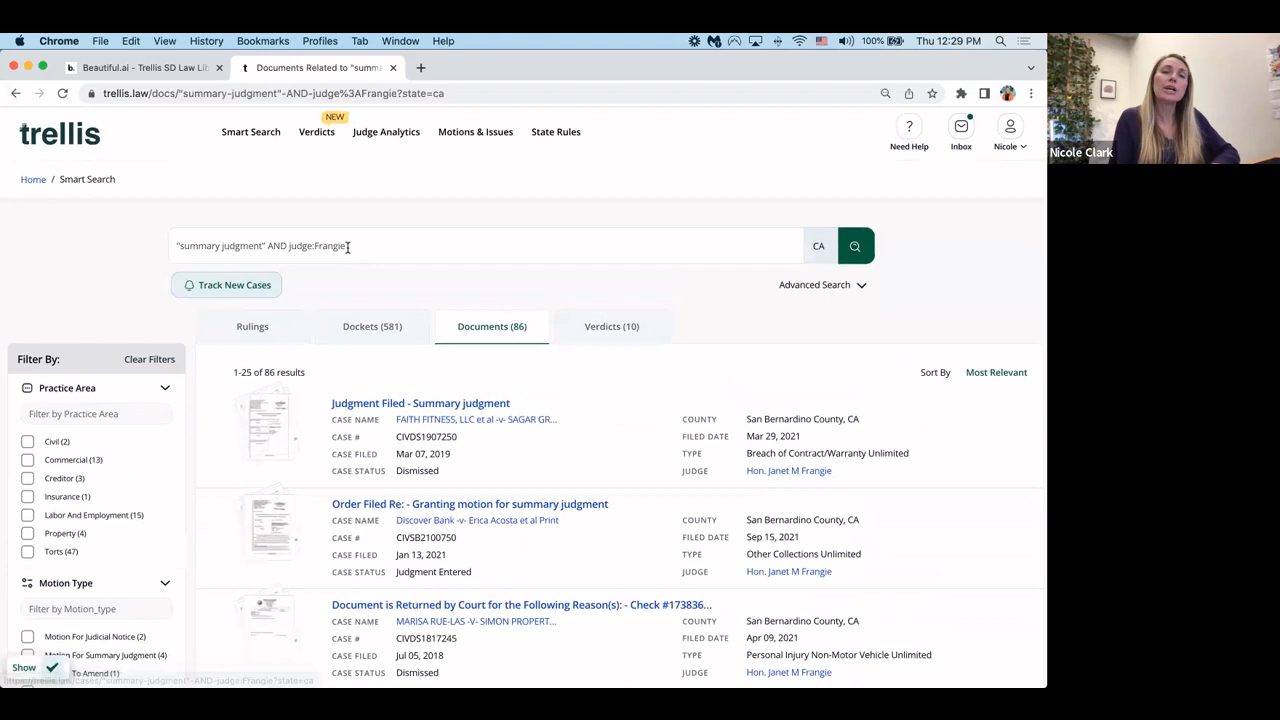 Chrome File Edit View History Bookmarks Profiles Tab Window Help 100% Thu 12:29 PM
b. Beautiful.ai - Trellis SD Law Lib
t Documents Related to "summa
trellis.law/docs/"summary-judgment"-AND-judge%3AFrangie?state=ca
Nicole Clark
trellis
Smart Search
NEW
Verdicts
Judge Analytics
Motions & Issues
State Rules
Need Help
Inbox
Nicole
Home / Smart Search
"summary judgment" AND judge:Frangie
CA
Track New Cases
Advanced Search
Rulings
Dockets (581)
Documents (86)
Verdicts (10)
Filter By:
Clear Filters
Practice Area
Filter by Practice Area
Civil (2)
Commercial (13)
Creditor (3)
Insurance (1)
Labor And Employment (15)
Property (4)
Torts (47)
Motion Type
Filter by Motion_type
Motion For Judicial Notice (2)
Motion For Summary Judgment (4)
To Amend (1)
Show
https://trellis.law/cases/"summary-judgment"-AND-judge:Frangie?state=ca
1-25 of 86 results
Sort By Most Relevant
Judgment Filed - Summary judgment
CASE NAME FAITH FITNESS, LLC et al -v- SAGAR GR...
CASE # CIVDS1907250
CASE FILED Mar 07, 2019
CASE STATUS Dismissed
COUNTY San Bernardino County, CA
FILED DATE Mar 29, 2021
TYPE Breach of Contract/Warranty Unlimited
JUDGE Hon. Janet M Frangie
Order Filed Re: - Granting motion for summary judgment
CASE NAME Discover Bank -v- Erica Acosta et al Print
CASE # CIVSB2100750
CASE FILED Jan 13, 2021
CASE STATUS Judgment Entered
COUNTY San Bernardino County, CA
FILED DATE Sep 15, 2021
TYPE Other Collections Unlimited
JUDGE Hon. Janet M Frangie
Document is Returned by Court for the Following Reason(s): - Check #173836...
CASE NAME MARISA RUE-LAS -V- SIMON PROPERT...
CASE # CIVDS1817245
CASE FILED Jul 05, 2018
CASE STATUS Dismissed
COUNTY San Bernardino County, CA
FILED DATE Apr 09, 2021
TYPE Personal Injury Non-Motor Vehicle Unlimited
JUDGE Hon. Janet M Frangie